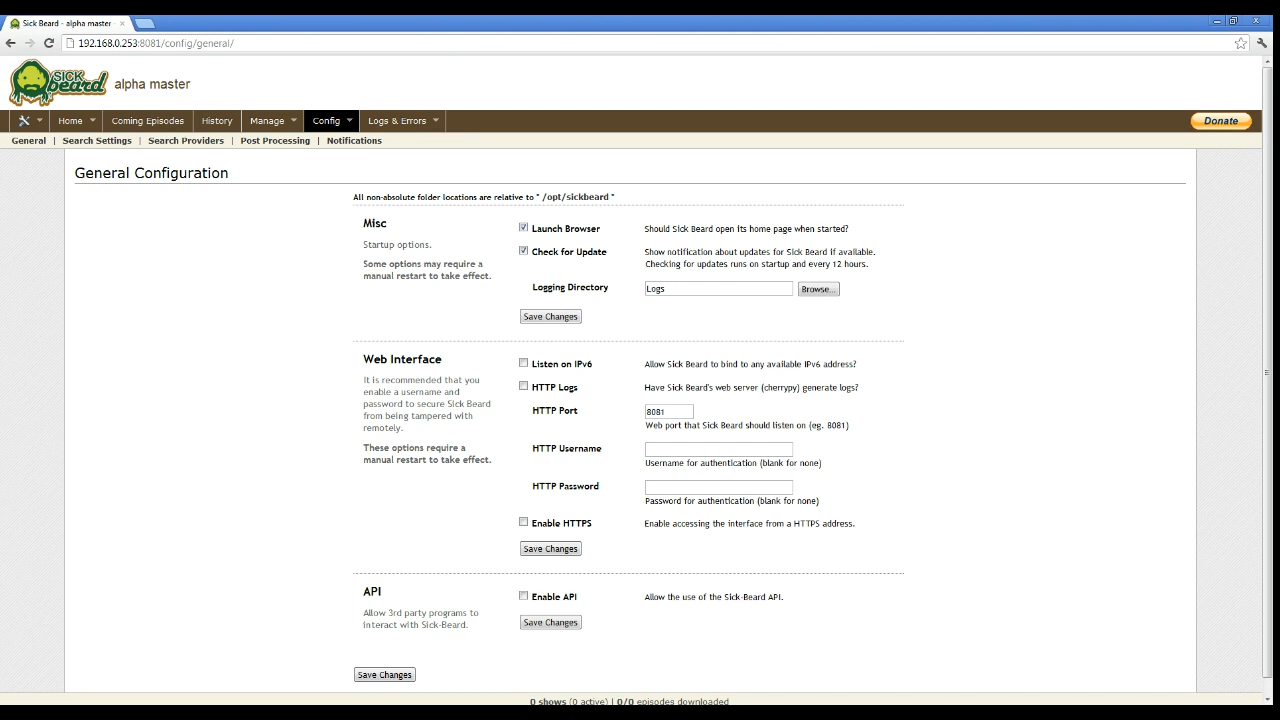 Sick Beard - alpha master
192.168.0.253:8081/config/general/
SICK
beard
alpha master
Home
Coming Episodes
History
Manage
Config
Logs & Errors
Donate
General | Search Settings | Search Providers | Post Processing | Notifications
General Configuration
All non-absolute folder locations are relative to " /opt/sickbeard "
Misc
Startup options.
Some options may require a
manual restart to take effect.
Launch Browser
Should Sick Beard open its home page when started?
Check for Update
Show notification about updates for Sick Beard if available.
Checking for updates runs on startup and every 12 hours.
Logging Directory
Logs
Browse...
Save Changes
Web Interface
It is recommended that you
enable a username and
password to secure Sick Beard
from being tampered with
remotely.
These options require a
manual restart to take effect.
Listen on IPv6
Allow Sick Beard to bind to any available IPv6 address?
HTTP Logs
Have Sick Beard's web server (cherrypy) generate logs?
HTTP Port
8081
Web port that Sick Beard should listen on (eg. 8081)
HTTP Username
Username for authentication (blank for none)
HTTP Password
Password for authentication (blank for none)
Enable HTTPS
Enable accessing the interface from a HTTPS address.
Save Changes
API
Allow 3rd party programs to
interact with Sick-Beard.
Enable API
Allow the use of the Sick-Beard API.
Save Changes
Save Changes
0 shows (0 active) | 0/0 episodes downloaded